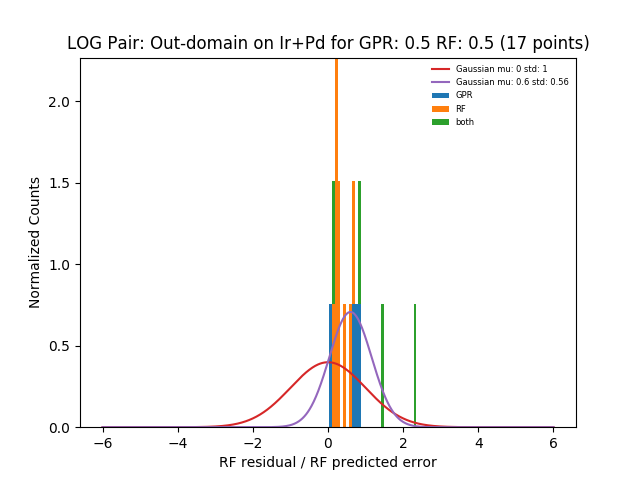 LOG Pair: Out-domain on Ir+Pd for GPR: 0.5 RF: 0.5 (17 points)
Gaussian mu: 0 std: 1
Gaussian mu: 0.6 std: 0.56
GPR
RF
both
Normalized Counts
2.0
1.5
1.0
0.5
0.0
−6 −4 −2 0 2 4 6
RF residual / RF predicted error